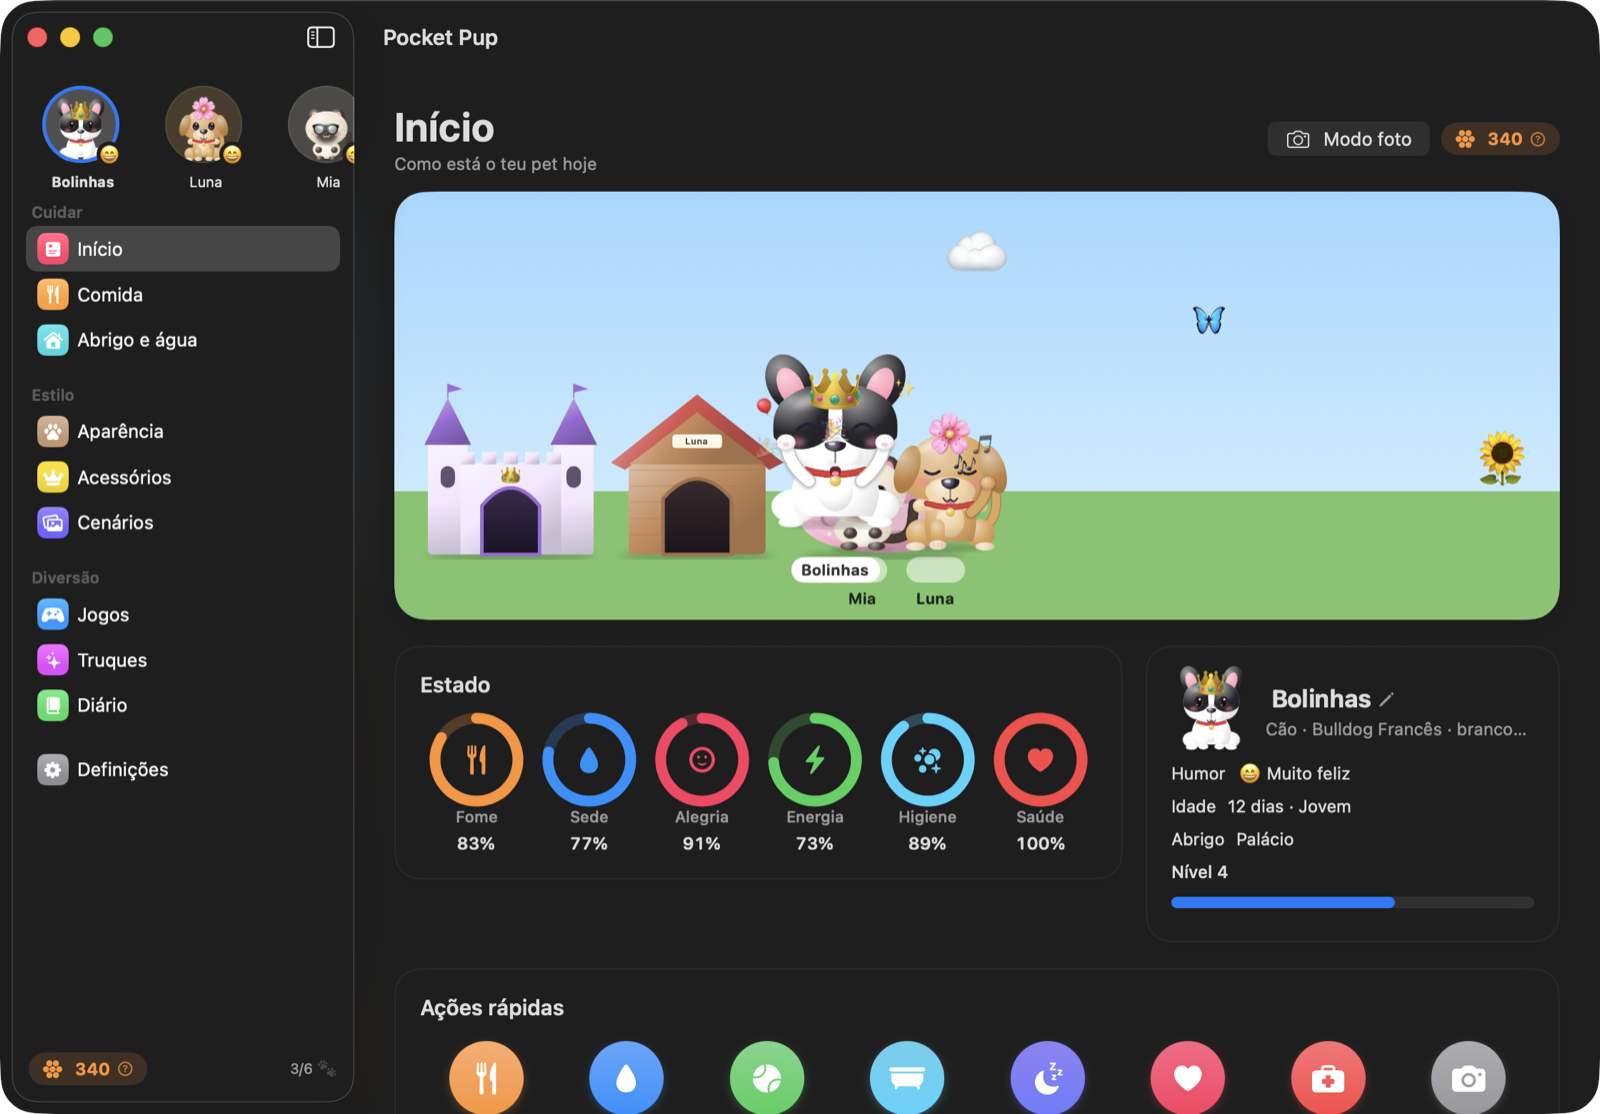 Pocket Pup
Bolinhas
Luna
Mia
Cuidar
Início
Comida
Abrigo e água
Estilo
Aparência
Acessórios
Cenários
Diversão
Jogos
Truques
Diário
Definições
340
3/6
Início
Como está o teu pet hoje
Modo foto
340
Luna
Bolinhas
Mia
Luna
Estado
Fome
Sede
Alegria
Energia
Higiene
Saúde
83%
77%
91%
73%
89%
100%
Bolinhas
Cão · Bulldog Francês · branco...
Humor 😄 Muito feliz
Idade 12 dias · Jovem
Abrigo Palácio
Nível 4
Ações rápidas